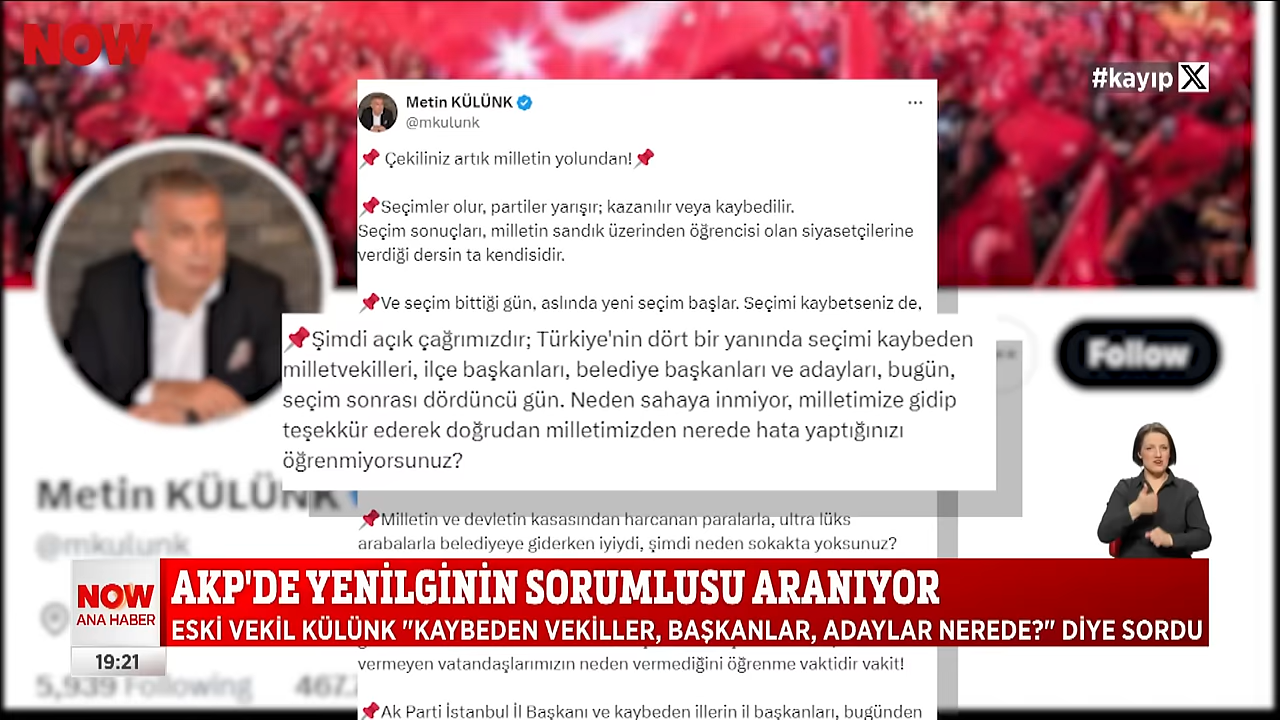 NOW
#kayıp X
Metin KÜLÜNK
@mkulunk
Çekiliniz artık milletin yolundan!
Seçimler olur, partiler yarışır; kazanılır veya kaybedilir.
Seçim sonuçları, milletin sandık üzerinden öğrencisi olan siyasetçilerine
verdiği dersin ta kendisidir.
Ve seçim bittiği gün, aslında yeni seçim başlar. Seçimi kaybetseniz de,
Şimdi açık çağrımızdır; Türkiye'nin dört bir yanında seçimi kaybeden
milletvekilleri, ilçe başkanları, belediye başkanları ve adayları, bugün,
seçim sonrası dördüncü gün. Neden sahaya inmiyor, milletimize gidip
teşekkür ederek doğrudan milletimizden nerede hata yaptığınızı
öğrenmiyorsunuz?
Follow
Metin KÜLÜNK
@mkulunk
Milletin ve devletin kasasından harcanan paralarla, ultra lüks
arabalarla belediyeye giderken iyiydi, şimdi neden sokakta yoksunuz?
NOW
ANA HABER
19:21
AKP'DE YENİLGİNİN SORUMLUSU ARANIYOR
ESKİ VEKİL KÜLÜNK "KAYBEDEN VEKİLLER, BAŞKANLAR, ADAYLAR NEREDE?" DİYE SORDU
vermeyen vatandaşlarımızın neden vermediğini öğrenme vaktidir vakit!
5,939 Following 467.
Ak Parti İstanbul İl Başkanı ve kaybeden illerin il başkanları, bugünden